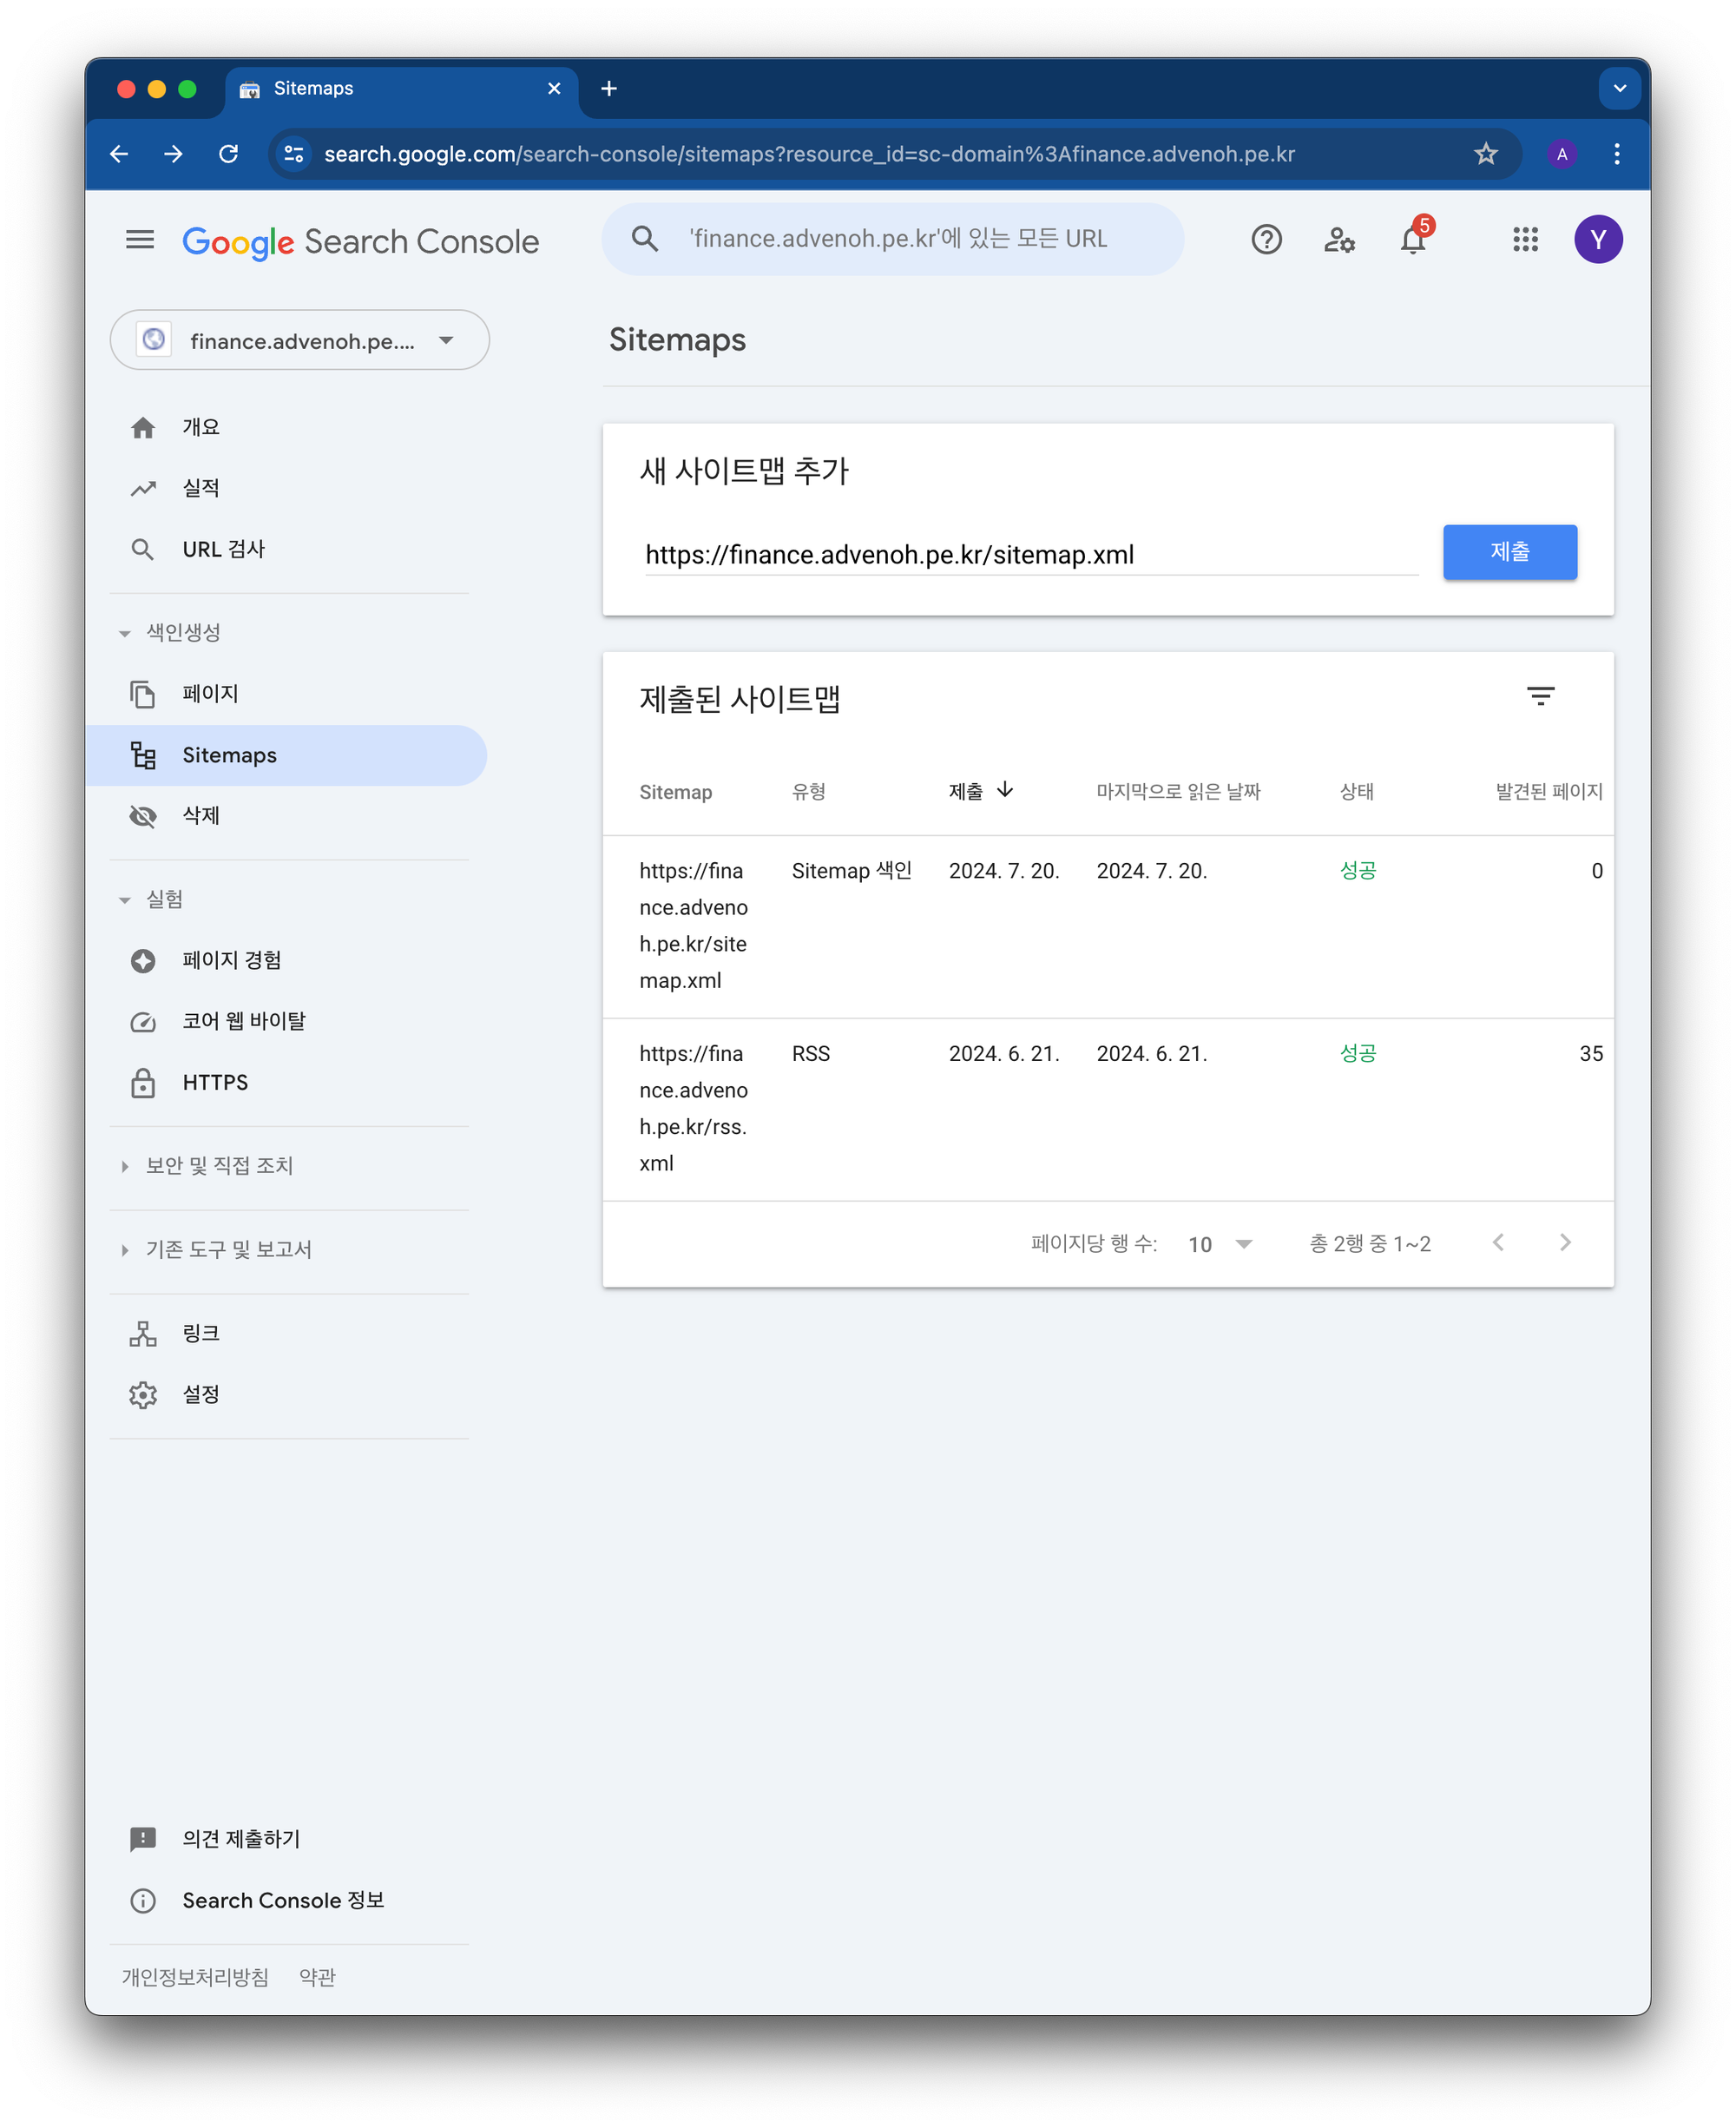 Sitemaps
search.google.com/search-console/sitemaps?resource_id=sc-domain%3Afinance.advenoh.pe.kr
A
Google Search Console
'finance.advenoh.pe.kr'에 있는 모든 URL
5
Y
finance.advenoh.pe....
Sitemaps
개요
실적
URL 검사
색인생성
페이지
Sitemaps
삭제
실험
페이지 경험
코어 웹 바이탈
HTTPS
보안 및 직접 조치
기존 도구 및 보고서
링크
설정
의견 제출하기
Search Console 정보
개인정보처리방침 약관
새 사이트맵 추가
https://finance.advenoh.pe.kr/sitemap.xml 제출
제출된 사이트맵
Sitemap 유형 제출 마지막으로 읽은 날짜 상태 발견된 페이지
https://fina Sitemap 색인 2024. 7. 20. 2024. 7. 20. 성공 0
nce.adveno
h.pe.kr/site
map.xml
https://fina RSS 2024. 6. 21. 2024. 6. 21. 성공 35
nce.adveno
h.pe.kr/rss.
xml
페이지당 행 수: 10 총 2행 중 1~2